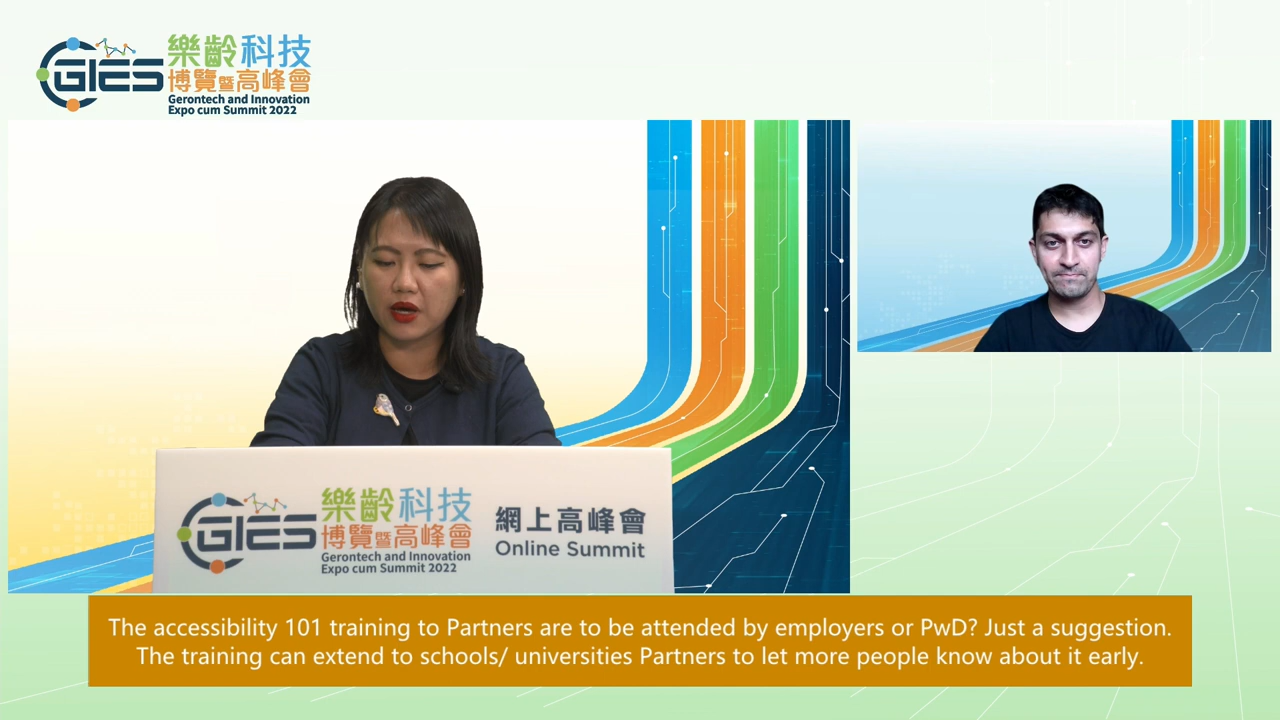 GIES
樂齡科技
博覽暨高峰會
Gerontech and Innovation
Expo cum Summit 2022
GIES
樂齡科技
博覽暨高峰會
Gerontech and Innovation
Expo cum Summit 2022
網上高峰會
Online Summit
The accessibility 101 training to Partners are to be attended by employers or PwD? Just a suggestion.
The training can extend to schools/ universities Partners to let more people know about it early.